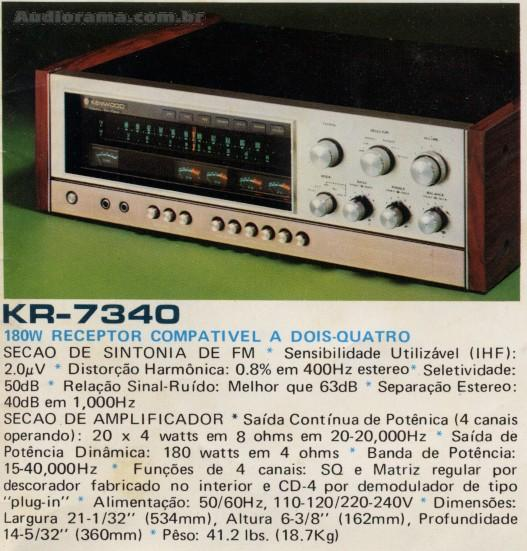 Audiorama.com.br
KENWOOD
KR-7340
180W RECEPTOR COMPATIVEL A DOIS-QUATRO
SECAO DE SINTONIA DE FM * Sensibilidade Utilizável (IHF):
2.0µV * Distorção Harmônica: 0.8% em 400Hz estereo * Seletividade:
50dB * Relação Sinal-Ruído: Melhor que 63dB * Separação Estereo:
40dB em 1,000Hz
SECAO DE AMPLIFICADOR * Saída Contínua de Potênica (4 canais
operando): 20 x 4 watts em 8 ohms em 20-20,000Hz * Saída de
Potência Dinâmica: 180 watts em 4 ohms * Banda de Potência:
15-40,000Hz * Funções de 4 canais: SQ e Matriz regular por
descorador fabricado no interior e CD-4 por demodulador de tipo
"plug-in" * Alimentação: 50/60Hz, 110-120/220-240V * Dimensões:
Largura 21-1/32" (534mm), Altura 6-3/8" (162mm), Profundidade
14-5/32" (360mm) * Pêso: 41.2 lbs. (18.7Kg)